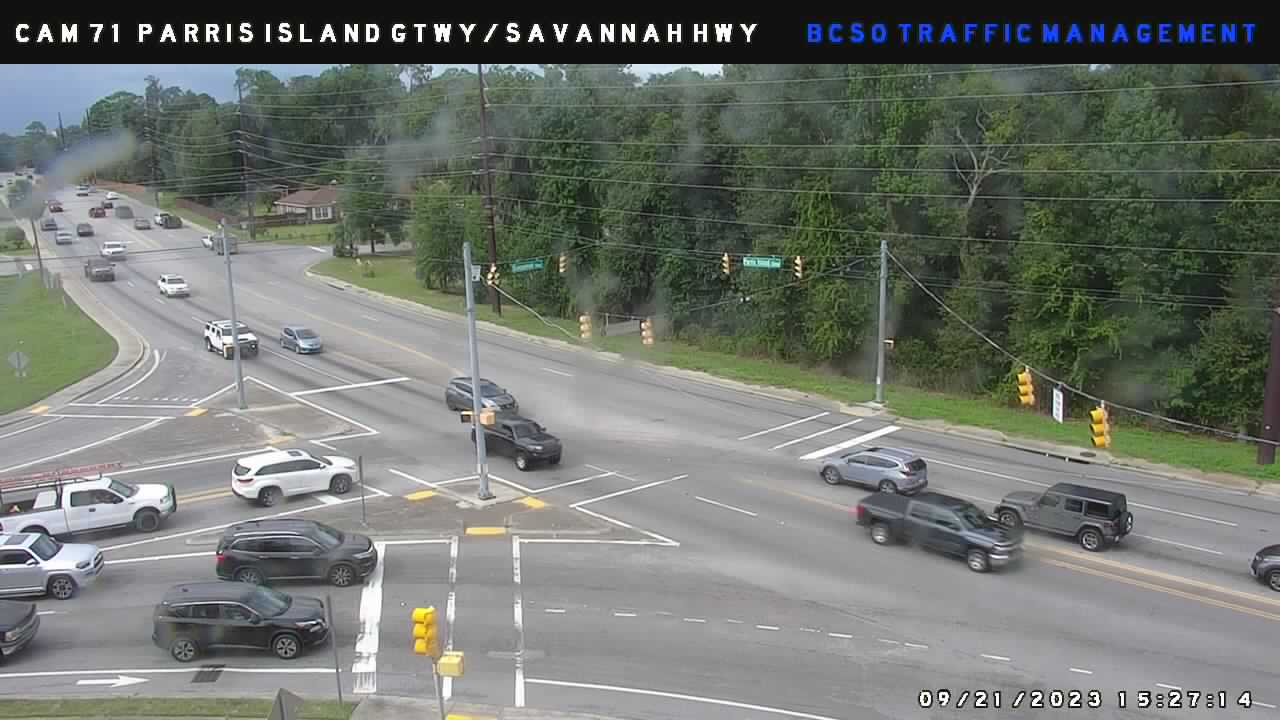 CAM 71 PARRIS ISLAND GTWY/SAVANNAH HWY
BCSO TRAFFIC MANAGEMENT
09/21/2023 15:27:14